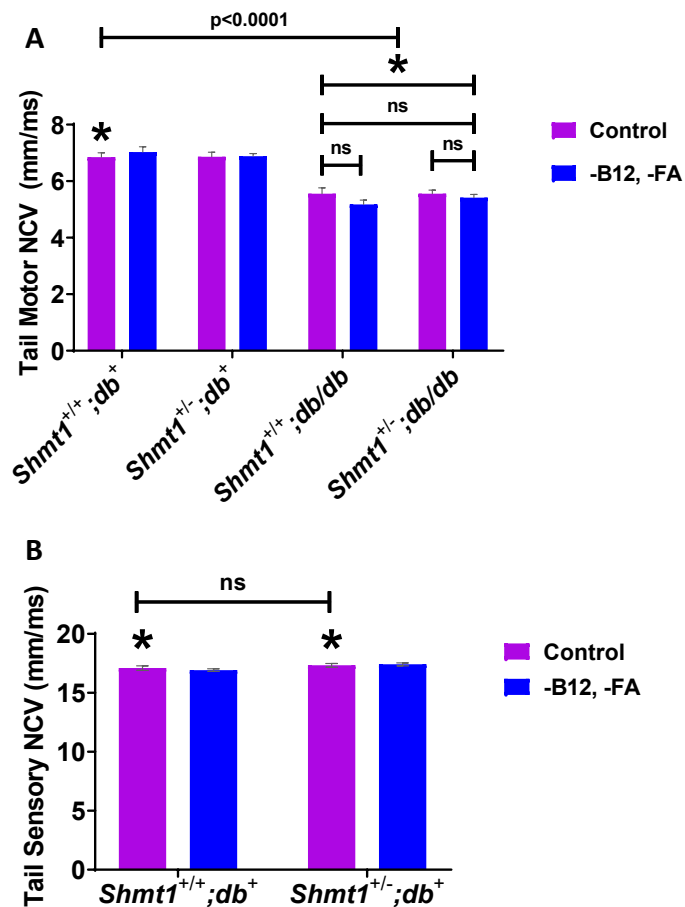 A
p<0.0001
*
ns
*
ns
ns
Tail Motor NCV (mm/ms)
8
6
4
2
0
Shmt1+/+;db+
Shmt1+/-;db+
Shmt1+/+;db/db
Shmt1+/-;db/db
Control
-B12, -FA
B
ns
* *
Tail Sensory NCV (mm/ms)
20
15
10
5
0
Shmt1+/+;db+
Shmt1+/-;db+
Control
-B12, -FA